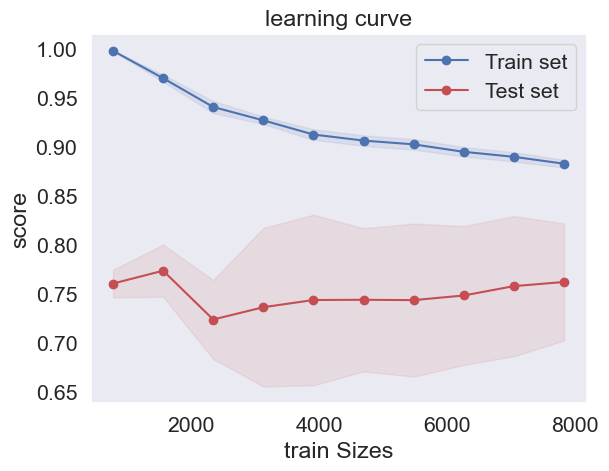 learning curve
Train set
Test set
score
1.00
0.95
0.90
0.85
0.80
0.75
0.70
0.65
2000 4000 6000 8000
train Sizes